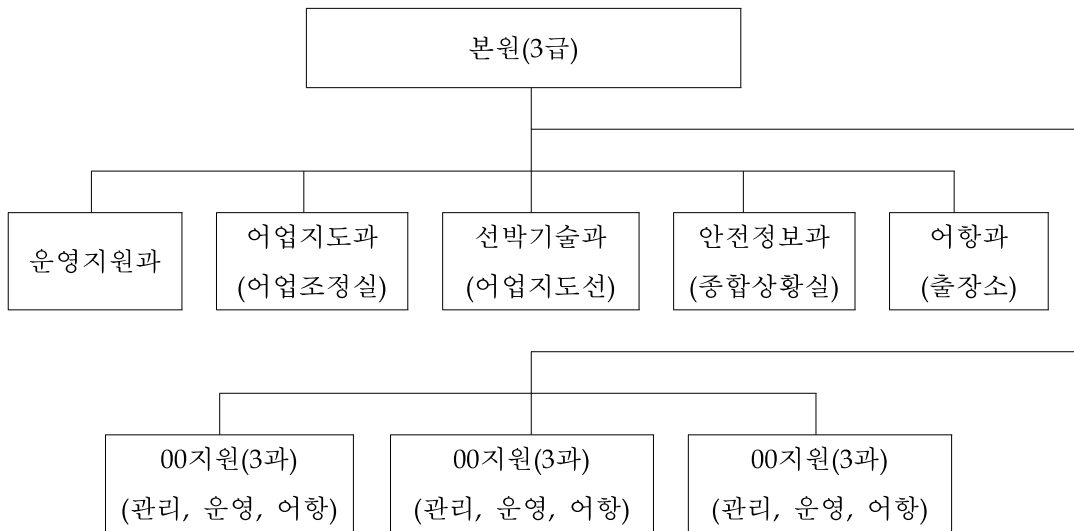 본원(3급)
운영지원과
어업지도과
(어업조정실)
선박기술과
(어업지도선)
안전정보과
(종합상황실)
어항과
(출장소)
00지원(3과)
(관리, 운영, 어항)
00지원(3과)
(관리, 운영, 어항)
00지원(3과)
(관리, 운영, 어항)